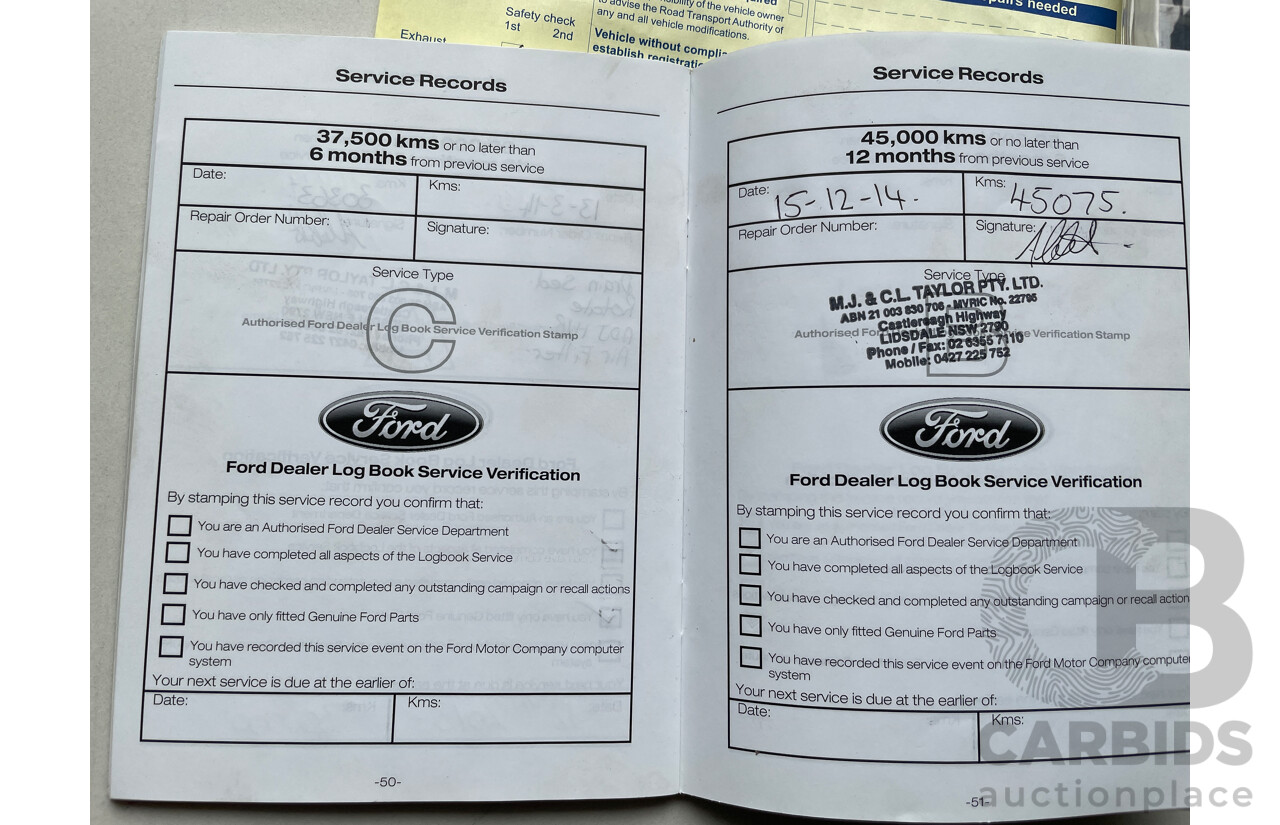 Safety check
1st 2nd
Exhaust
sibility of the vehicle owner
to advise the Road Transport Authority of
any and all vehicle modifications.
Vehicle without compli
establish registrati
repairs needed
Service Records
37,500 kms or no later than
6 months from previous service
Date:
Kms:
Repair Order Number:
Signature:
Service Type
C
Authorised Ford Dealer Log Book Service Verification Stamp
Ford
Ford Dealer Log Book Service Verification
By stamping this service record you confirm that:
You are an Authorised Ford Dealer Service Department
You have completed all aspects of the Logbook Service
You have checked and completed any outstanding campaign or recall actions
You have only fitted Genuine Ford Parts
You have recorded this service event on the Ford Motor Company computer
system
Your next service is due at the earlier of:
Date:
Kms:
-50-
Service Records
45,000 kms or no later than
12 months from previous service
Date: 15-12-14.
Kms: 45075.
Repair Order Number:
Signature:
Service Type
M.J. & C.L. TAYLOR PTY. LTD.
ABN 21 003 830 706 - MVRIC No. 22795
Castlereagh Highway
LIDSDALE NSW 2790
Phone / Fax: 02 6355 7110
Mobile: 0427 225 752
Authorised Fo
ce Verification Stamp
Ford
Ford Dealer Log Book Service Verification
By stamping this service record you confirm that:
You are an Authorised Ford Dealer Service Department
You have completed all aspects of the Logbook Service
You have checked and completed any outstanding campaign or recall action
You have only fitted Genuine Ford Parts
You have recorded this service event on the Ford Motor Company compute
system
Your next service is due at the earlier of:
Date:
Kms:
-51-
CARBIDS
auctionplace